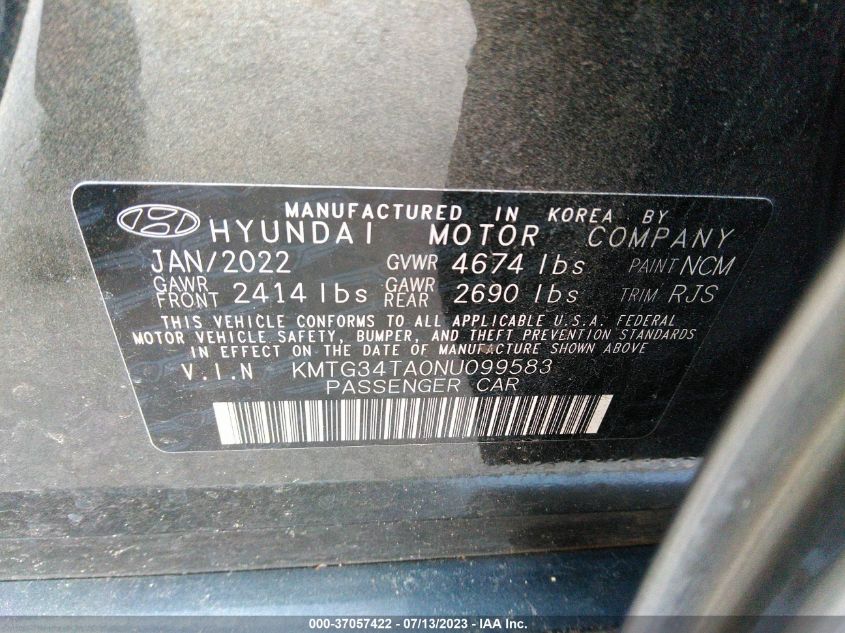 MANUFACTURED IN KOREA BY
HYUNDAI MOTOR COMPANY
JAN/2022 GVWR 4674 lbs PAINT NCM
GAWR FRONT 2414 lbs GAWR REAR 2690 lbs TRIM RJS
THIS VEHICLE CONFORMS TO ALL APPLICABLE U.S.A. FEDERAL
MOTOR VEHICLE SAFETY, BUMPER, AND THEFT PREVENTION STANDARDS
IN EFFECT ON THE DATE OF MANUFACTURE SHOWN ABOVE
V.I.N KMTG34TA0NU099583
PASSENGER CAR
000-37057422 - 07/13/2023 - IAA Inc.